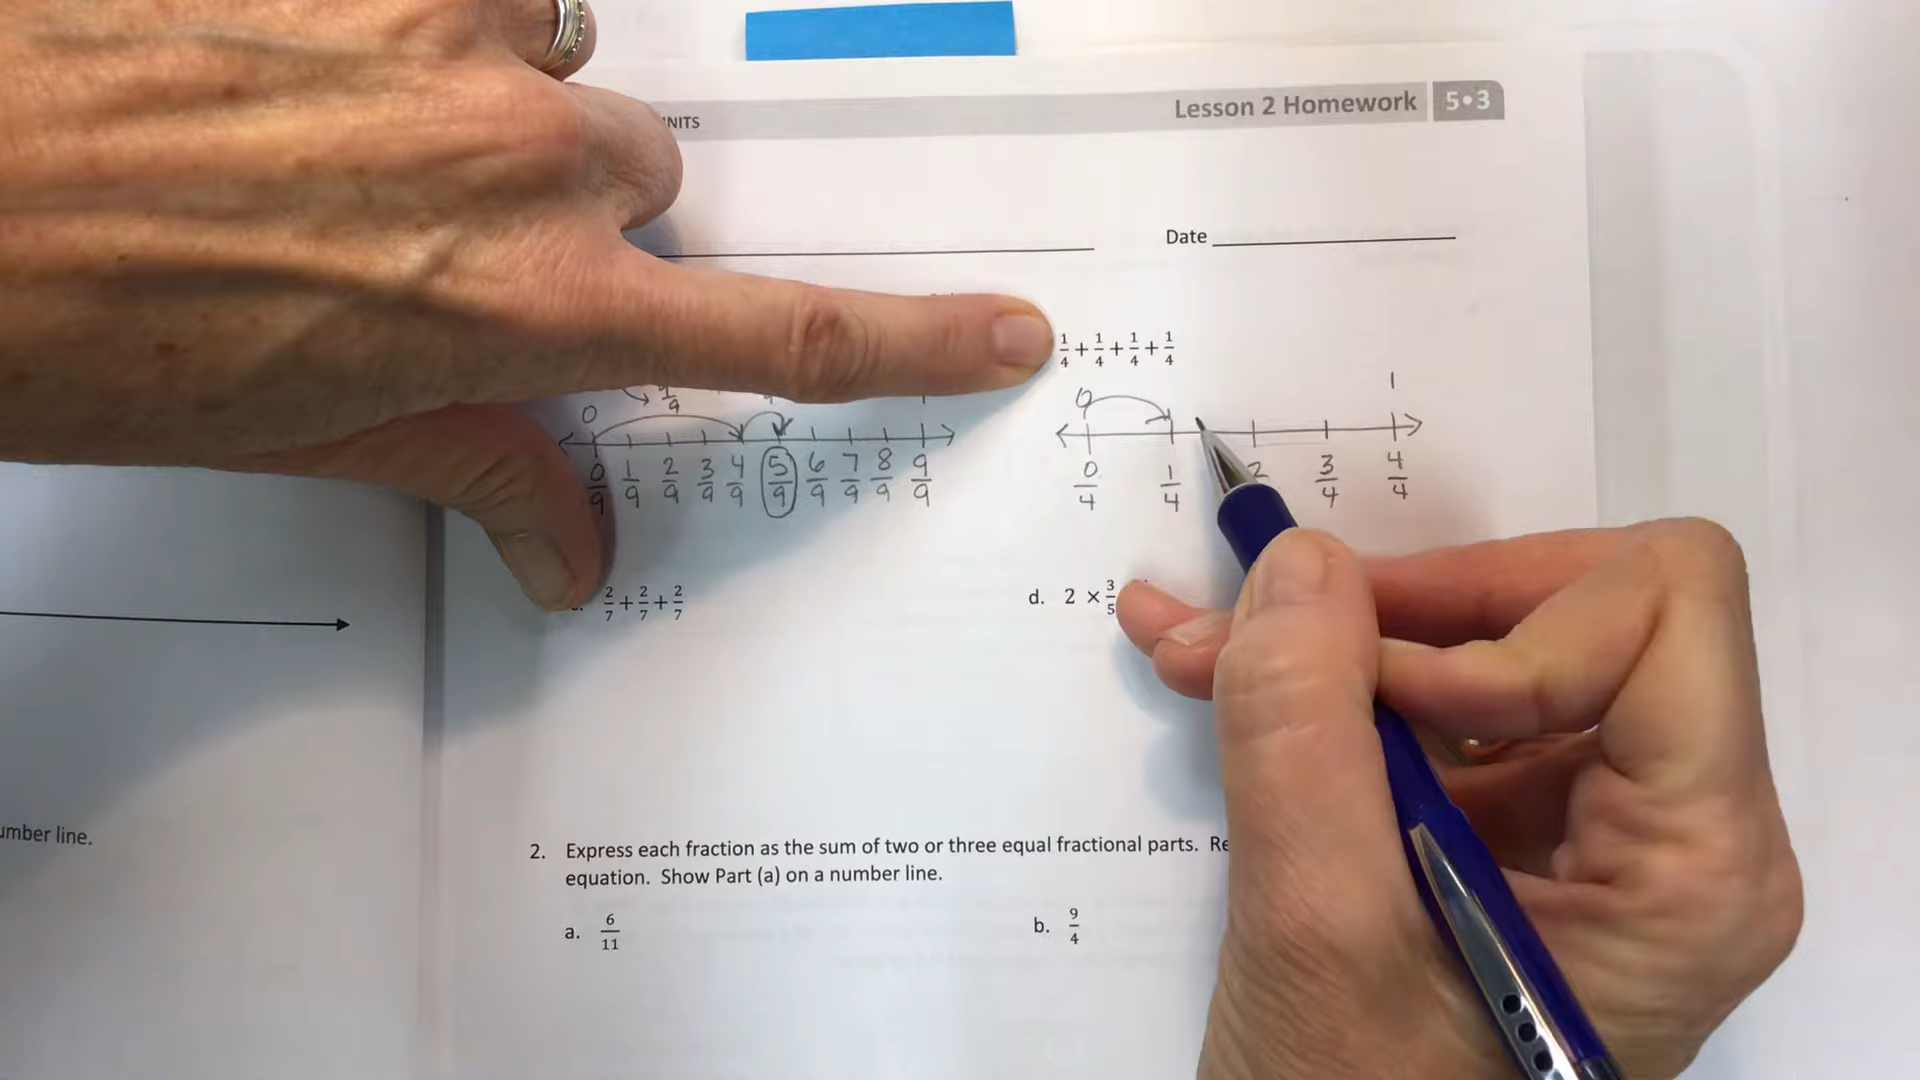 NITS Lesson 2 Homework 5•3
Date
1/4 + 1/4 + 1/4 + 1/4
1/9
0
0/9 1/9 2/9 3/9 4/9 5/9 6/9 7/9 8/9 9/9
0 1
0/4 1/4 2 3/4 4/4
2/7 + 2/7 + 2/7
d. 2 × 3/5
umber line.
2. Express each fraction as the sum of two or three equal fractional parts.
equation. Show Part (a) on a number line.
a. 6/11
b. 9/4